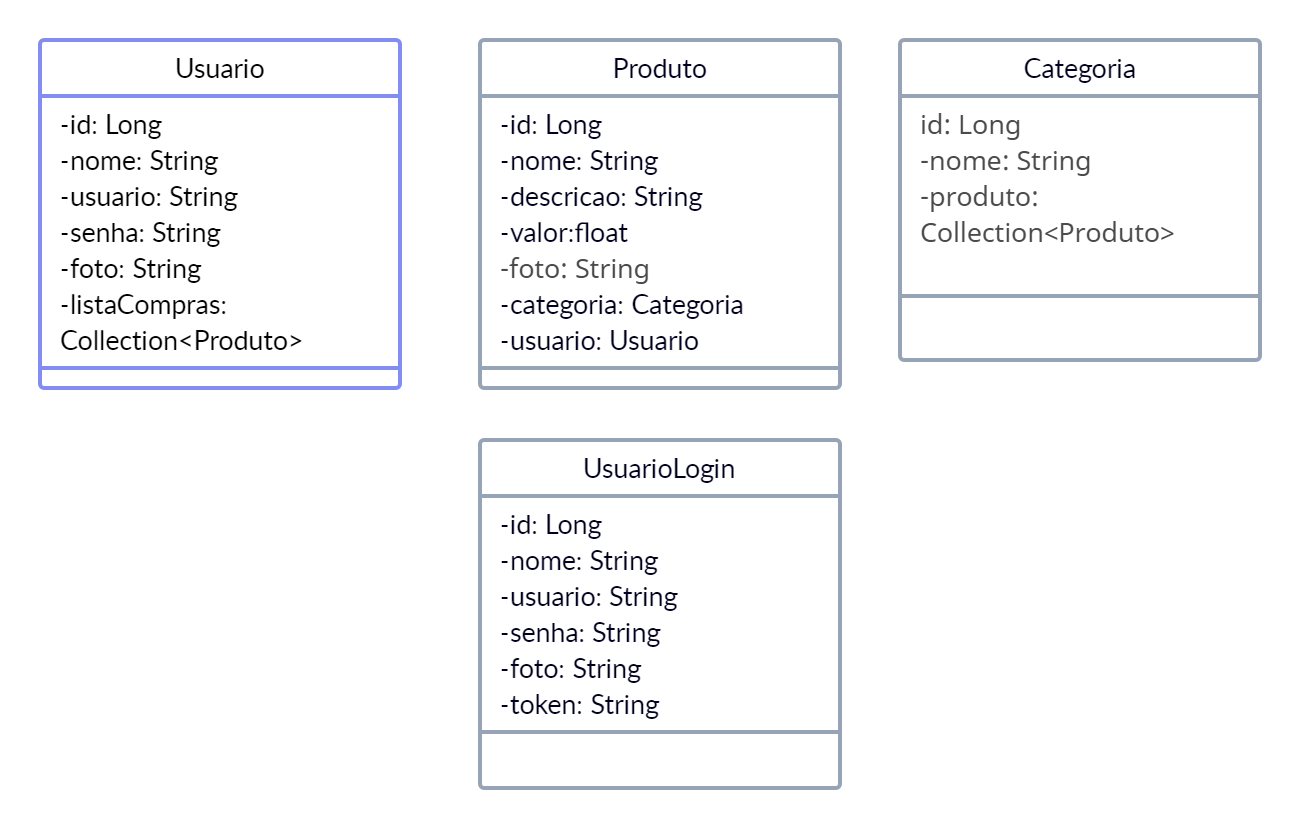 Usuario
-id: Long
-nome: String
-usuario: String
-senha: String
-foto: String
-listaCompras:
Collection<Produto>
Produto
-id: Long
-nome: String
-descricao: String
-valor:float
-foto: String
-categoria: Categoria
-usuario: Usuario
Categoria
id: Long
-nome: String
-produto:
Collection<Produto>
UsuarioLogin
-id: Long
-nome: String
-usuario: String
-senha: String
-foto: String
-token: String